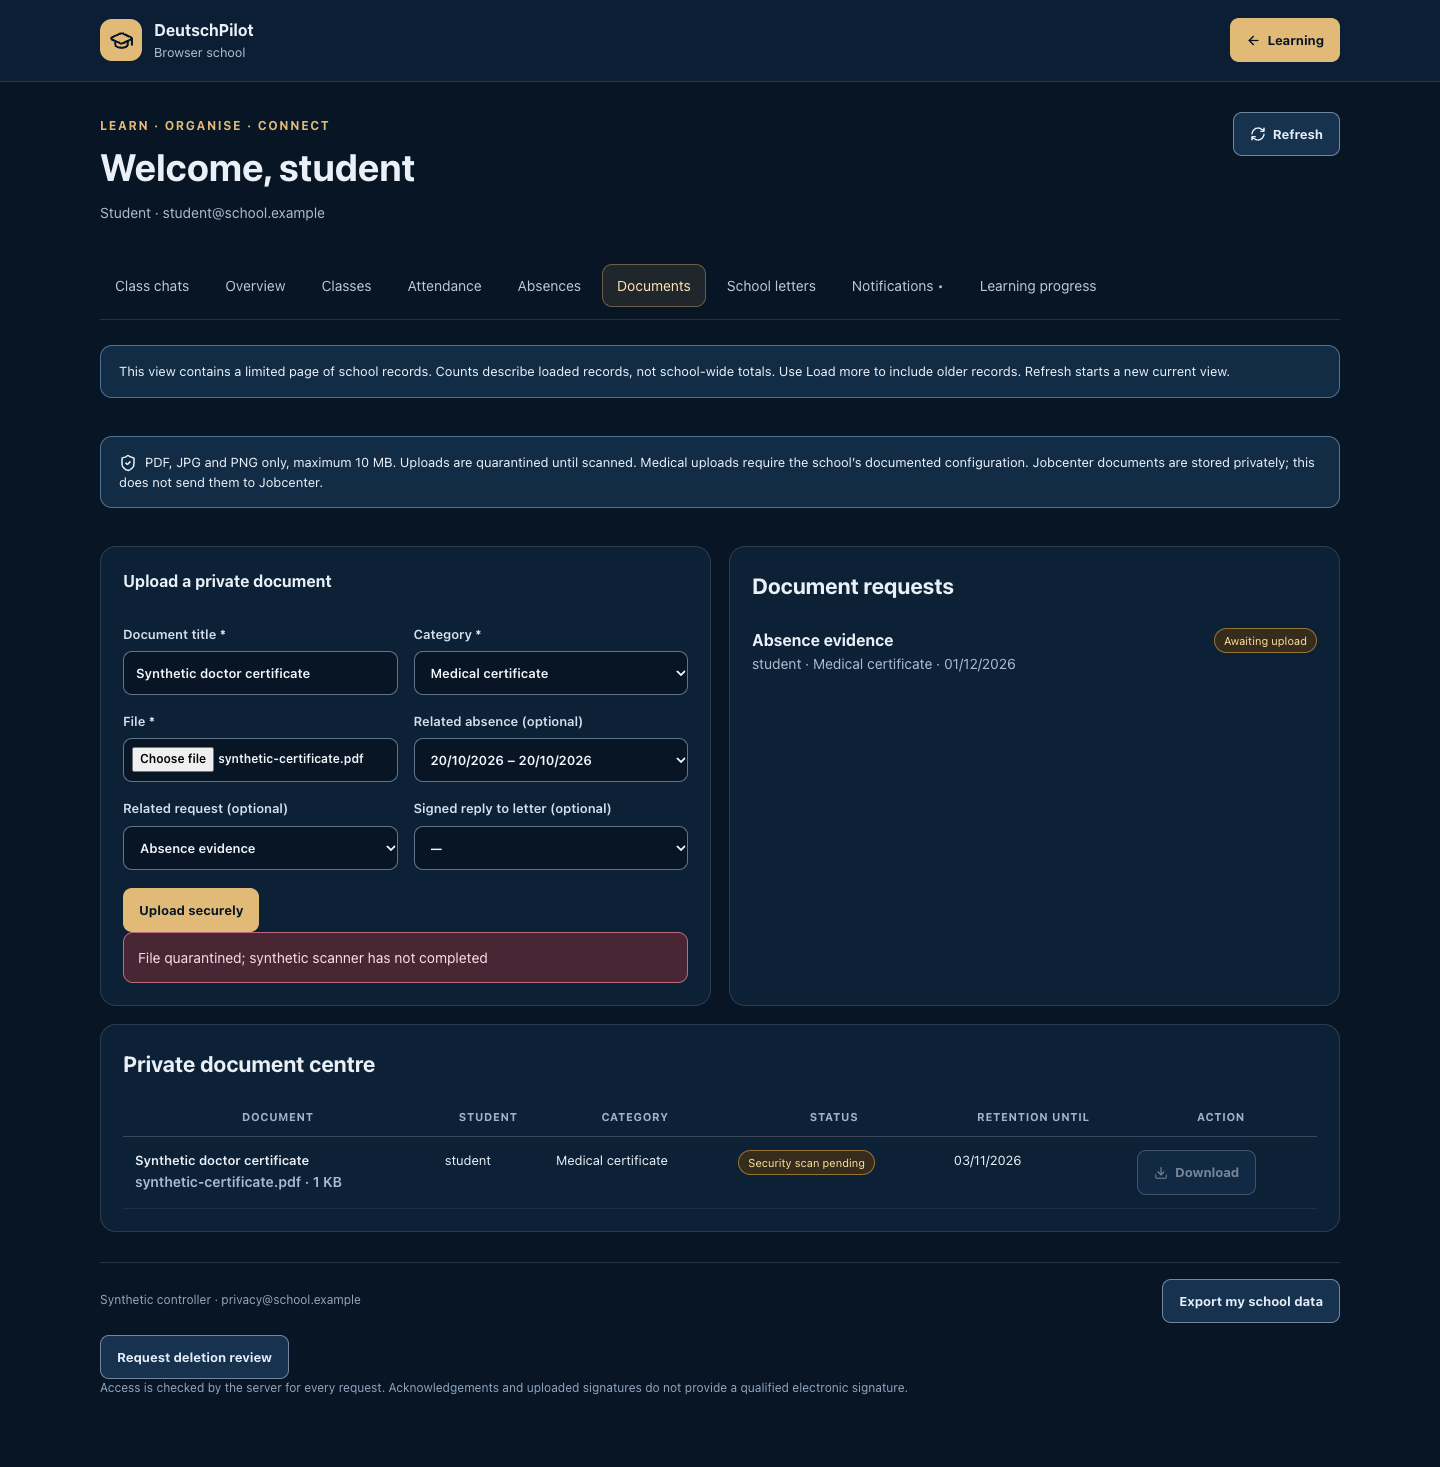 DeutschPilot
Browser school
Learning
LEARN · ORGANISE · CONNECT
Welcome, student
Student · student@school.example
Refresh
Class chats
Overview
Classes
Attendance
Absences
Documents
School letters
Notifications •
Learning progress
This view contains a limited page of school records. Counts describe loaded records, not school-wide totals. Use Load more to include older records. Refresh starts a new current view.
PDF, JPG and PNG only, maximum 10 MB. Uploads are quarantined until scanned. Medical uploads require the school's documented configuration. Jobcenter documents are stored privately; this
does not send them to Jobcenter.
Upload a private document
Document title *
Category *
Synthetic doctor certificate
Medical certificate
File *
Related absence (optional)
Choose file synthetic-certificate.pdf
20/10/2026 – 20/10/2026
Related request (optional)
Signed reply to letter (optional)
Absence evidence
—
Upload securely
File quarantined; synthetic scanner has not completed
Document requests
Absence evidence
Awaiting upload
student · Medical certificate · 01/12/2026
Private document centre
DOCUMENT STUDENT CATEGORY STATUS RETENTION UNTIL ACTION
Synthetic doctor certificate student Medical certificate Security scan pending 03/11/2026 Download
synthetic-certificate.pdf · 1 KB
Synthetic controller · privacy@school.example
Export my school data
Request deletion review
Access is checked by the server for every request. Acknowledgements and uploaded signatures do not provide a qualified electronic signature.